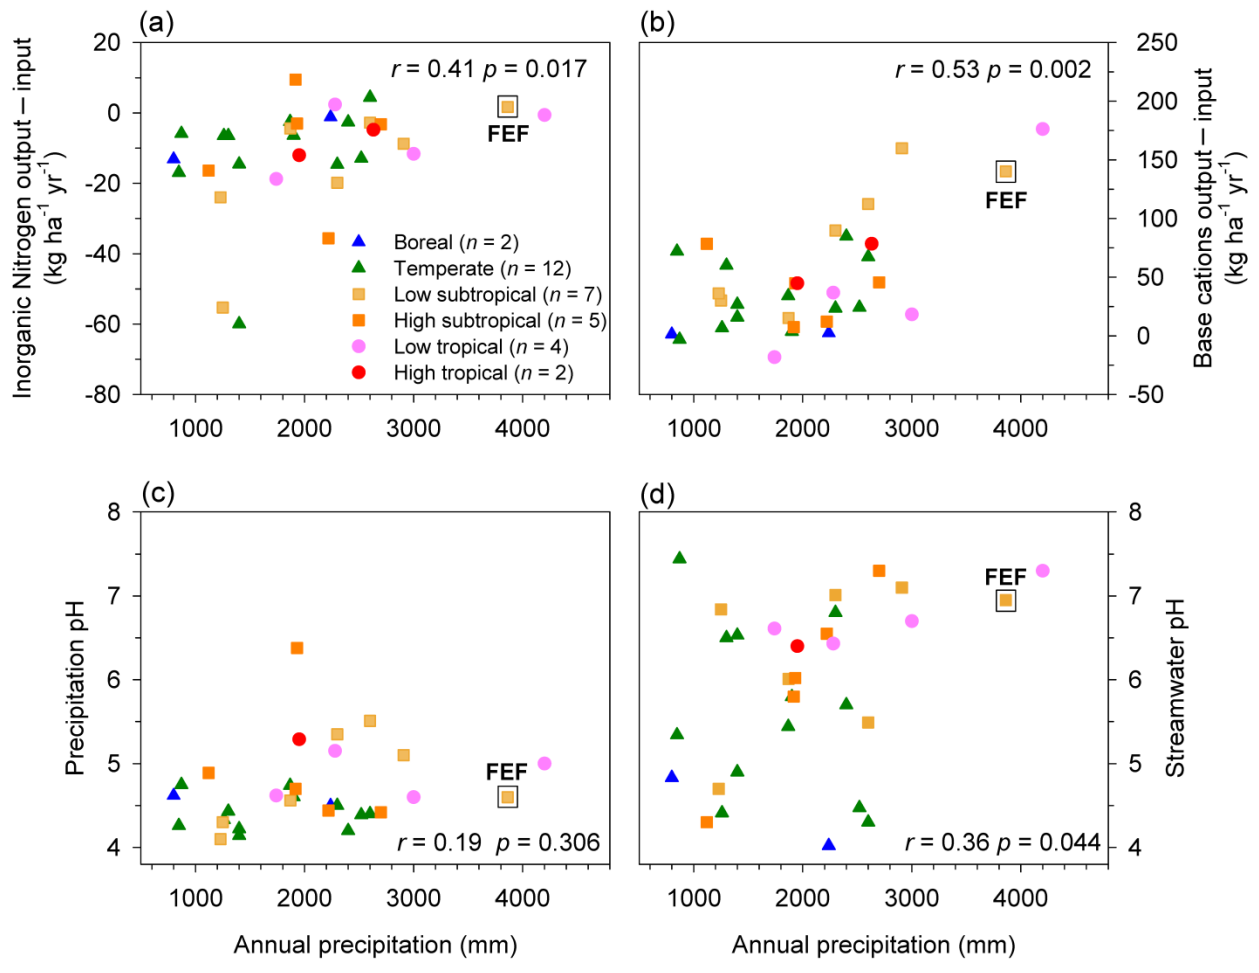 (a)
Inorganic Nitrogen output – input
(kg ha⁻¹ yr⁻¹)
20
0
-20
-40
-60
-80
r = 0.41 p = 0.017
FEF
Boreal (n = 2)
Temperate (n = 12)
Low subtropical (n = 7)
High subtropical (n = 5)
Low tropical (n = 4)
High tropical (n = 2)
1000
2000
3000
4000
(b)
r = 0.53 p = 0.002
FEF
250
200
150
100
50
0
-50
Base cations output – input
(kg ha⁻¹ yr⁻¹)
1000
2000
3000
4000
(c)
Precipitation pH
8
7
6
5
4
FEF
r = 0.19 p = 0.306
1000
2000
3000
4000
Annual precipitation (mm)
(d)
FEF
r = 0.36 p = 0.044
8
7
6
5
4
Streamwater pH
1000
2000
3000
4000
Annual precipitation (mm)